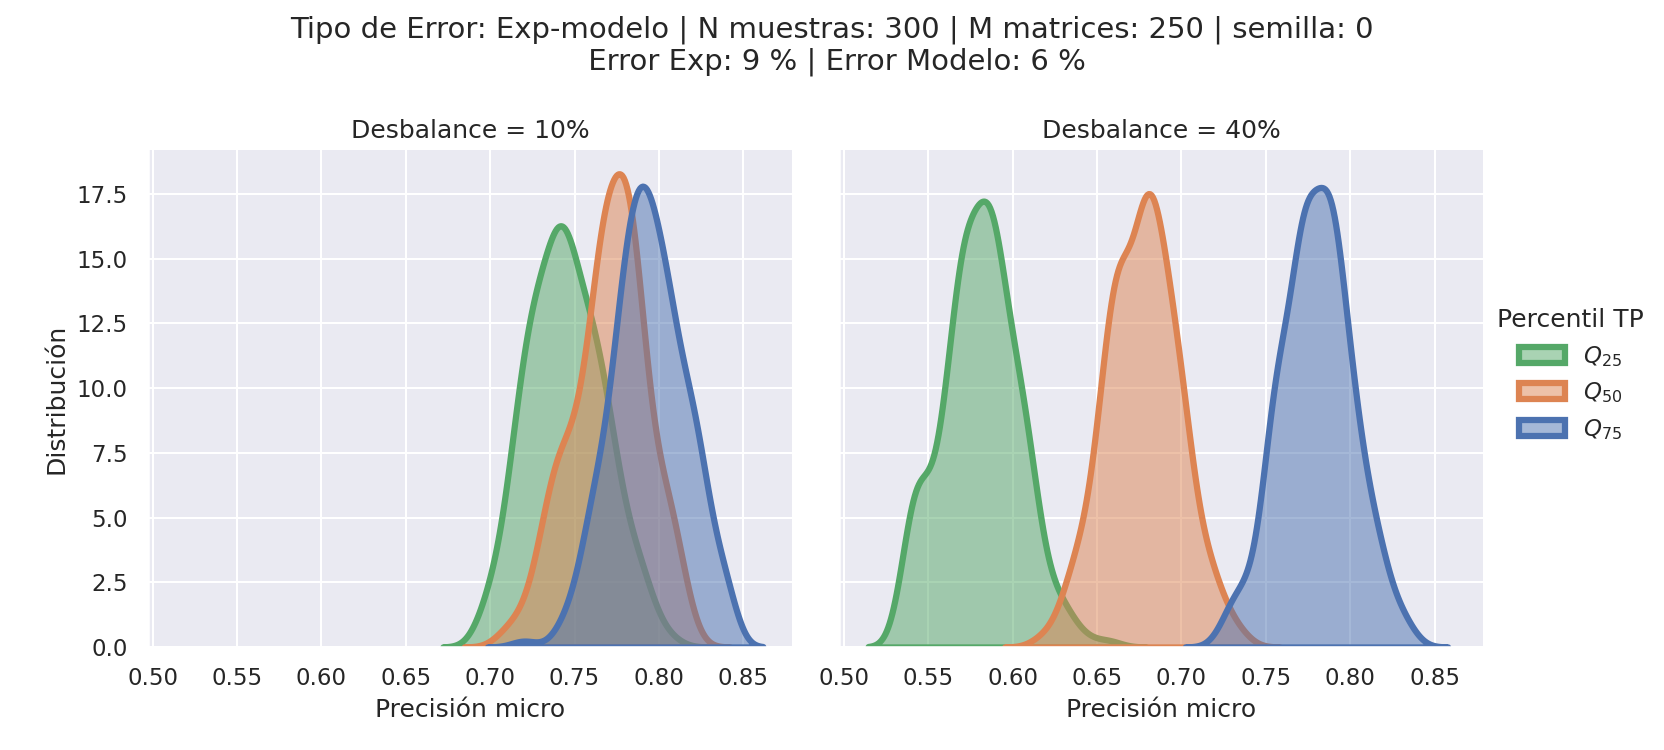 Tipo de Error: Exp-modelo | N muestras: 300 | M matrices: 250 | semilla: 0
Error Exp: 9 % | Error Modelo: 6 %
Desbalance = 10%
Desbalance = 40%
Distribución
17.5
15.0
12.5
10.0
7.5
5.0
2.5
0.0
0.50 0.55 0.60 0.65 0.70 0.75 0.80 0.85
Precisión micro
0.50 0.55 0.60 0.65 0.70 0.75 0.80 0.85
Precisión micro
Percentil TP
Q25
Q50
Q75